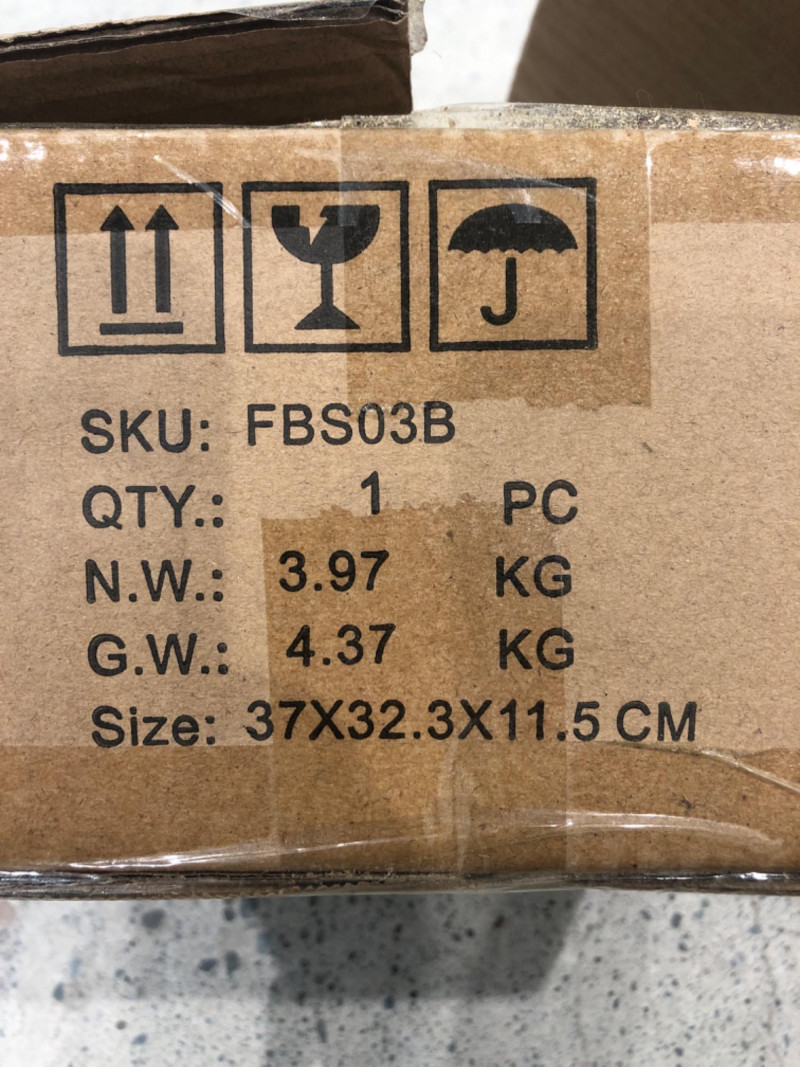 SKU: FBS03B
QTY.: 1 PC
N.W.: 3.97 KG
G.W.: 4.37 KG
Size: 37X32.3X11.5 CM